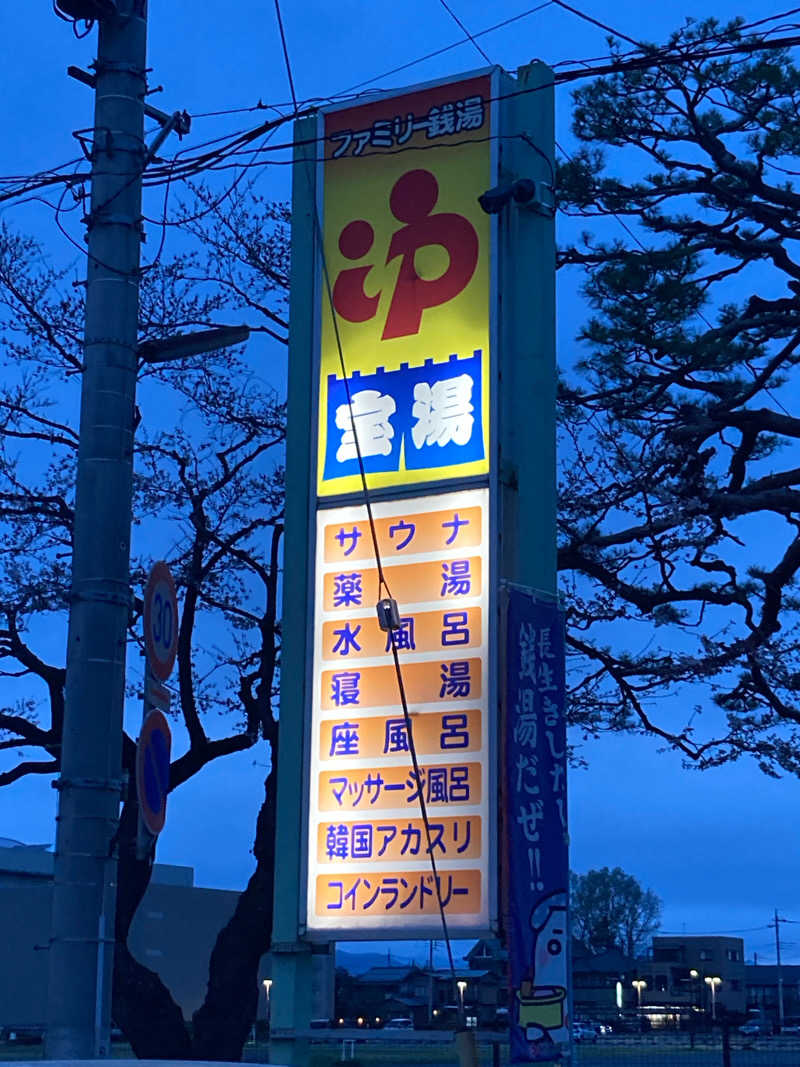 ファミリー銭湯
ゆ
宝湯
サウナ
薬湯
水風呂
寝湯
座風呂
マッサージ風呂
韓国アカスリ
コインランドリー
30
長生きしたけりゃ
銭湯だぜ!!